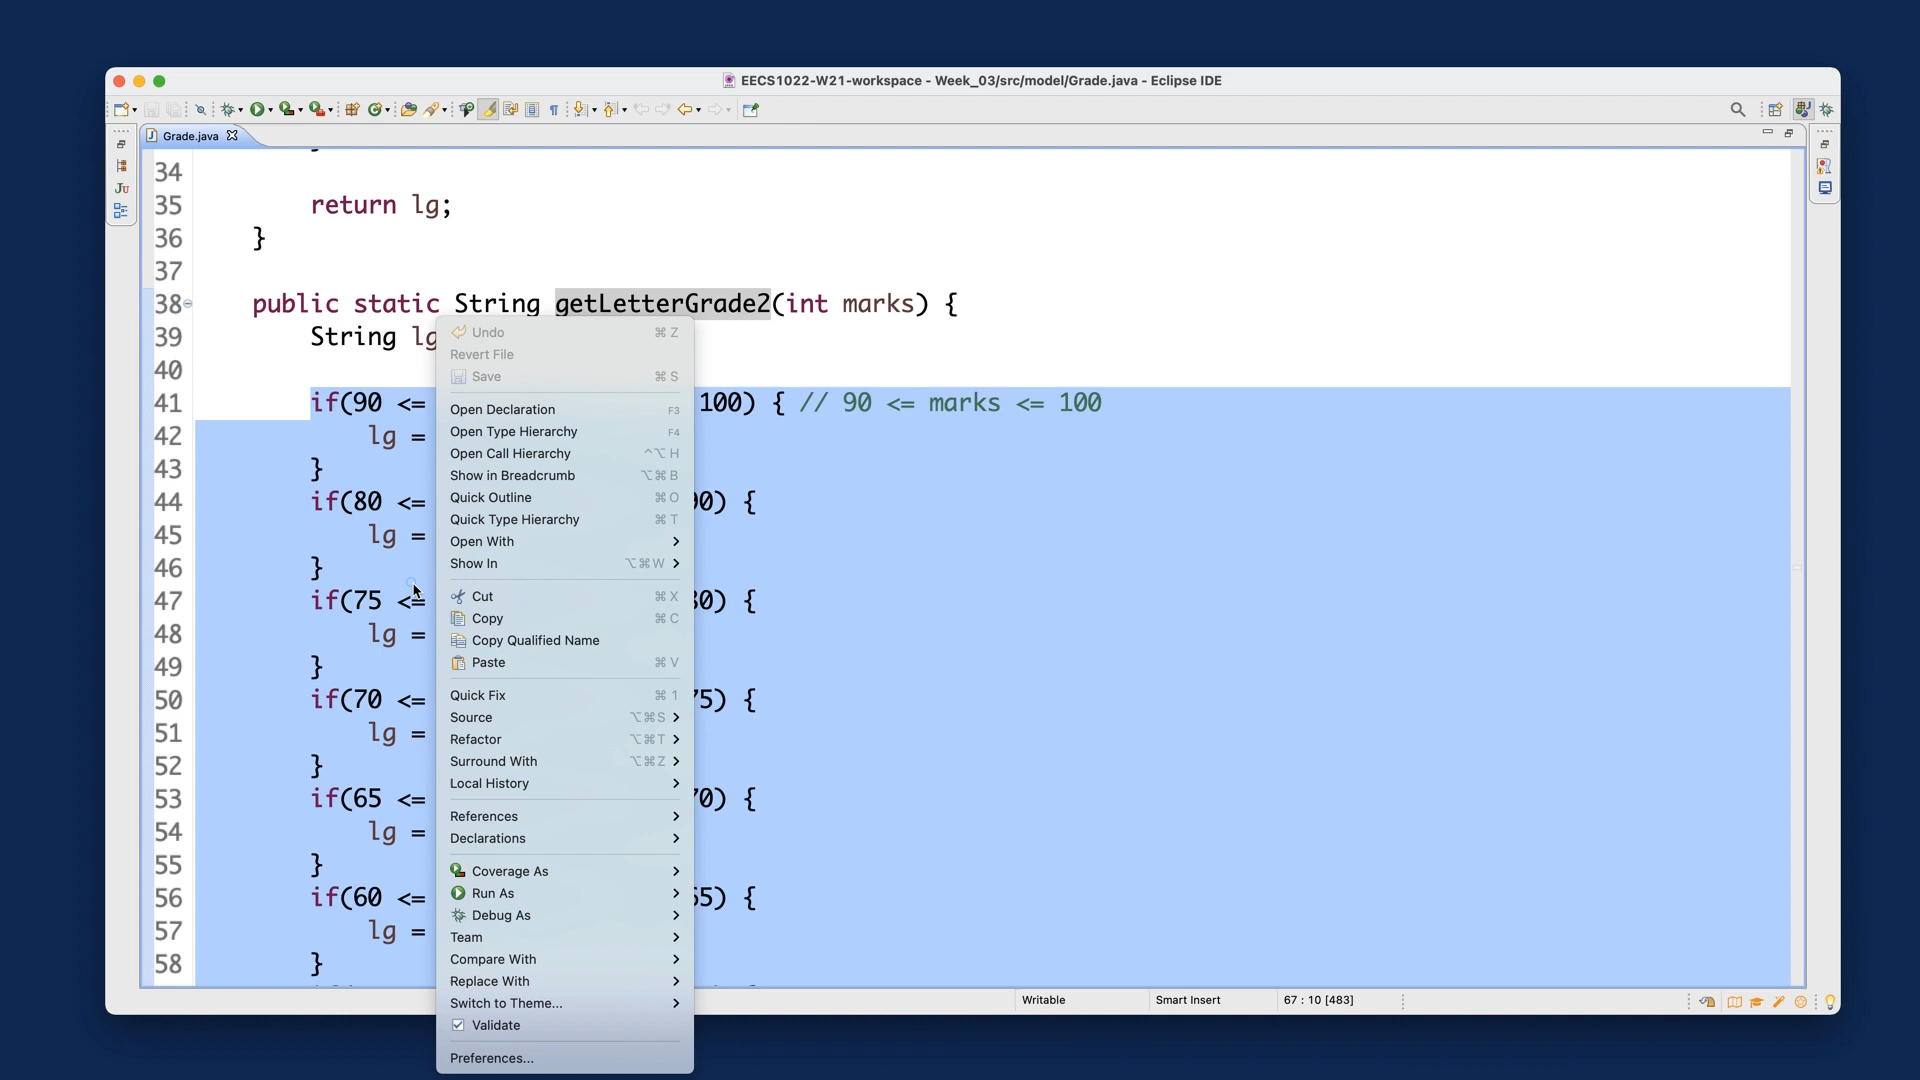 EECS1022-W21-workspace - Week_03/src/model/Grade.java - Eclipse IDE
Grade.java
34
35 return lg;
36 }
37
38 public static String getLetterGrade2(int marks) {
39 String lg
40
41 if(90 <= 100) { // 90 <= marks <= 100
42 lg =
43 }
44 if(80 <= 0) {
45 lg =
46 }
47 if(75 <= 0) {
48 lg =
49 }
50 if(70 <= 5) {
51 lg =
52 }
53 if(65 <= 0) {
54 lg =
55 }
56 if(60 <= 5) {
57 lg =
58 }
Undo ⌘ Z
Revert File
Save ⌘ S
Open Declaration F3
Open Type Hierarchy F4
Open Call Hierarchy ^⌥ H
Show in Breadcrumb ⌥⌘ B
Quick Outline ⌘ O
Quick Type Hierarchy ⌘ T
Open With
Show In ⌥⌘ W
Cut ⌘ X
Copy ⌘ C
Copy Qualified Name
Paste ⌘ V
Quick Fix ⌘ 1
Source ⌥⌘ S
Refactor ⌥⌘ T
Surround With ⌥⌘ Z
Local History
References
Declarations
Coverage As
Run As
Debug As
Team
Compare With
Replace With
Switch to Theme...
Validate
Preferences...
Writable Smart Insert 67 : 10 [483]